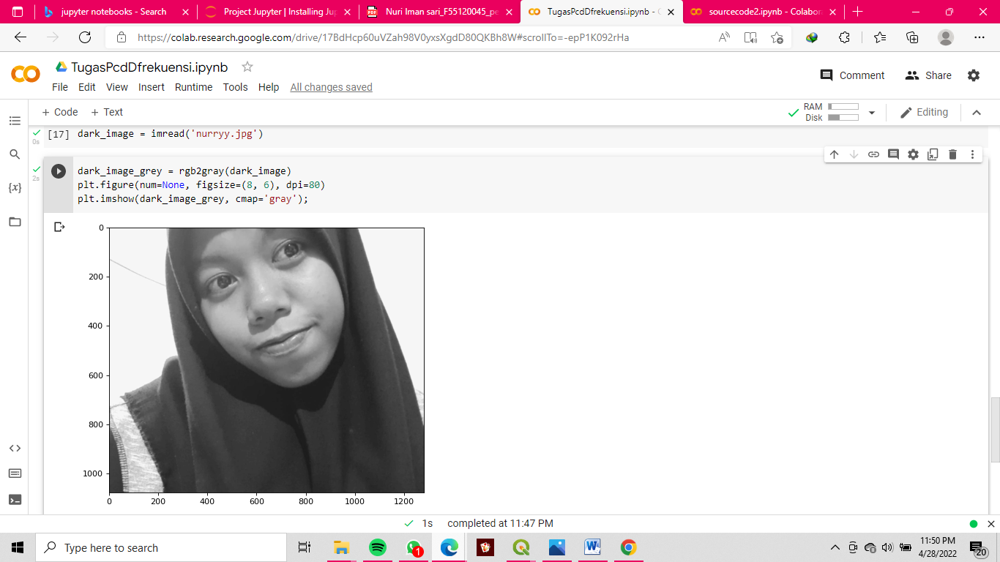 jupyter notebooks - Search
Project Jupyter | Installing Ju
Nuri Iman sari_F55120045_pe
TugasPcdDfrekuensi.ipynb - C
sourcecode2.ipynb - Colabor
https://colab.research.google.com/drive/17BdHcp60uVZah98V0yxsXgdD80QKBh8W#scrollTo=-epP1K092rHa
TugasPcdDfrekuensi.ipynb
Comment
Share
File Edit View Insert Runtime Tools Help All changes saved
+ Code + Text
RAM
Disk
Editing
[17] dark_image = imread('nurryy.jpg')
0s
dark_image_grey = rgb2gray(dark_image)
2s
plt.figure(num=None, figsize=(8, 6), dpi=80)
{x}
plt.imshow(dark_image_grey, cmap='gray');
0
200
400
600
800
1000
0 200 400 600 800 1000 1200
1s completed at 11:47 PM
Type here to search
1
11:50 PM
4/28/2022
20